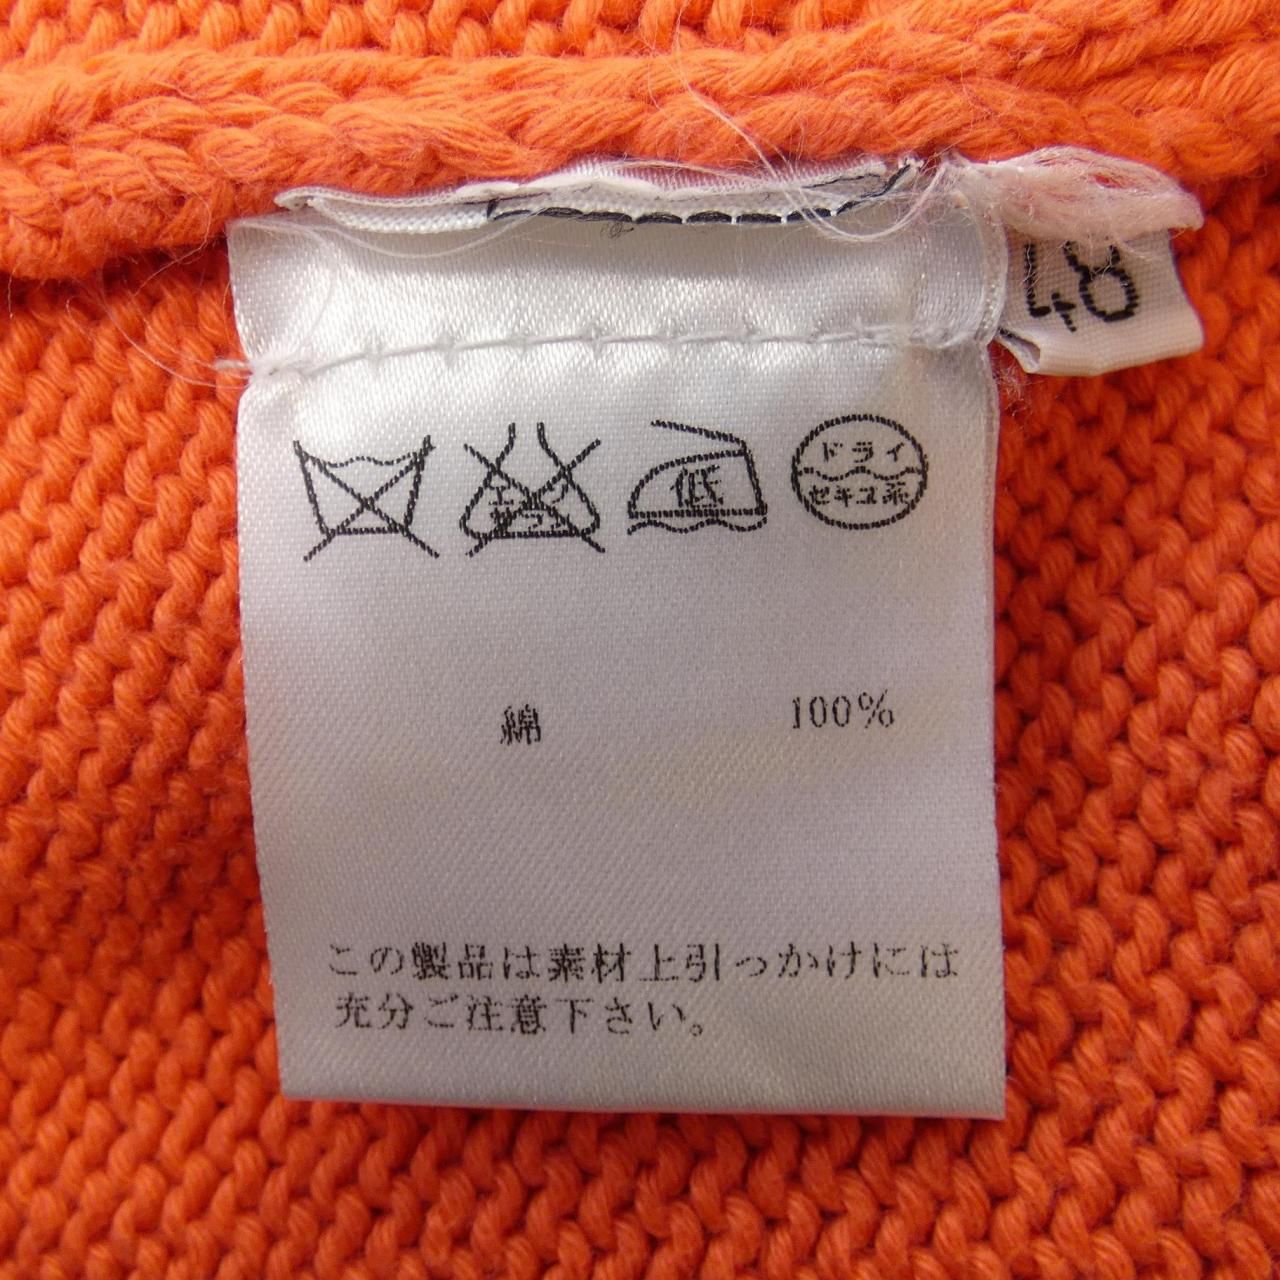 48
エンソ
サラシ
低
ドライ
セキユ系
綿 100%
この製品は素材上引っかけには
充分ご注意下さい。